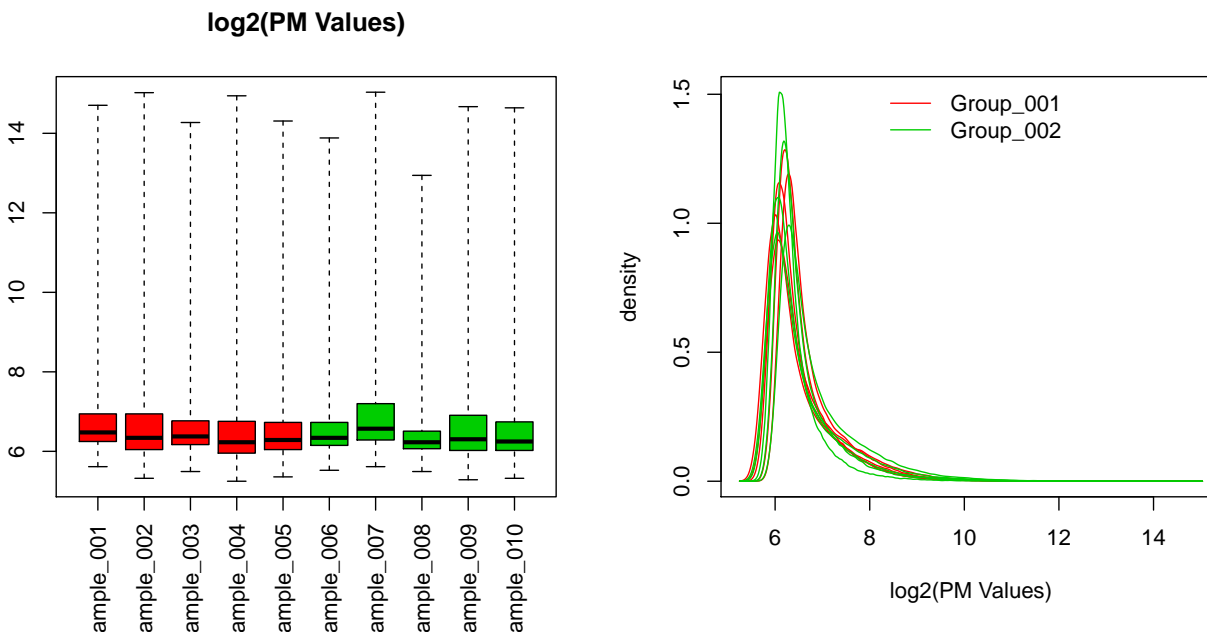 log2(PM Values)
14
12
10
8
6
ample_001
ample_002
ample_003
ample_004
ample_005
ample_006
ample_007
ample_008
ample_009
ample_010
1.5
1.0
0.5
0.0
density
Group_001
Group_002
6 8 10 12 14
log2(PM Values)